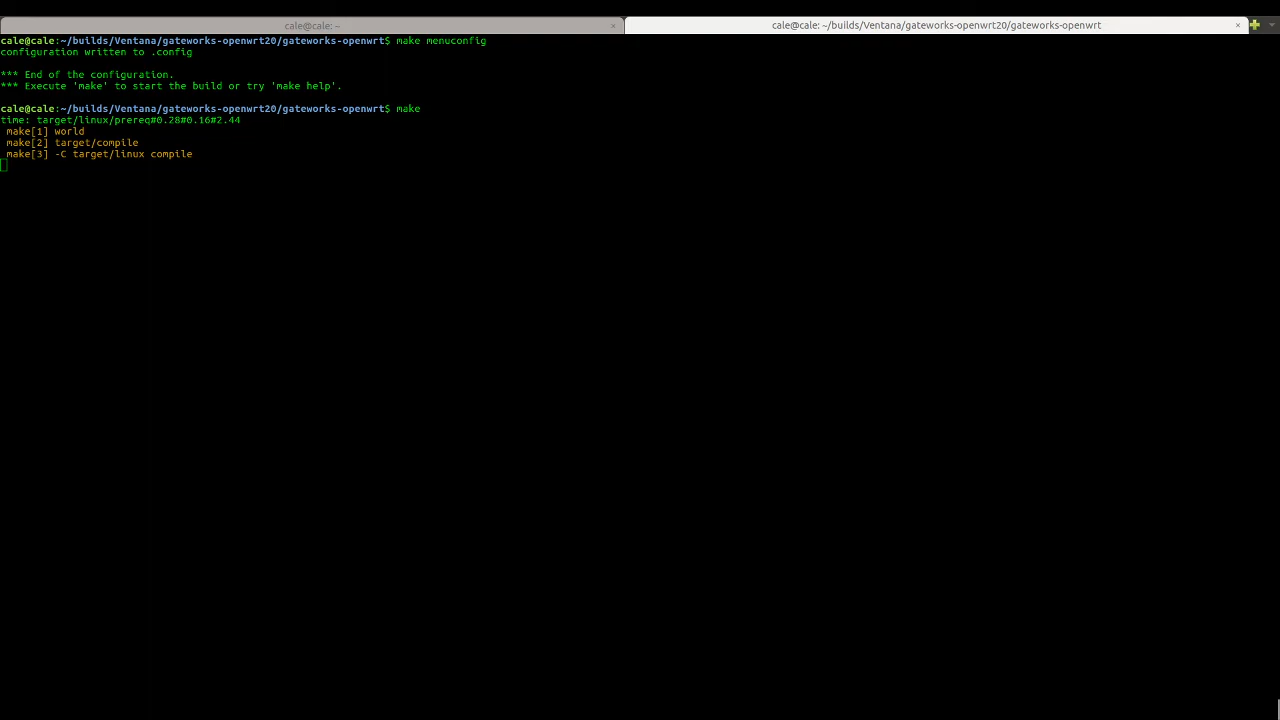 cale@cale: ~
cale@cale: ~/builds/Ventana/gateworks-openwrt20/gateworks-openwrt
cale@cale:~/builds/Ventana/gateworks-openwrt20/gateworks-openwrt$ make menuconfig
configuration written to .config
*** End of the configuration.
*** Execute 'make' to start the build or try 'make help'.
cale@cale:~/builds/Ventana/gateworks-openwrt20/gateworks-openwrt$ make
time: target/linux/prereq#0.28#0.16#2.44
make[1] world
make[2] target/compile
make[3] -C target/linux compile